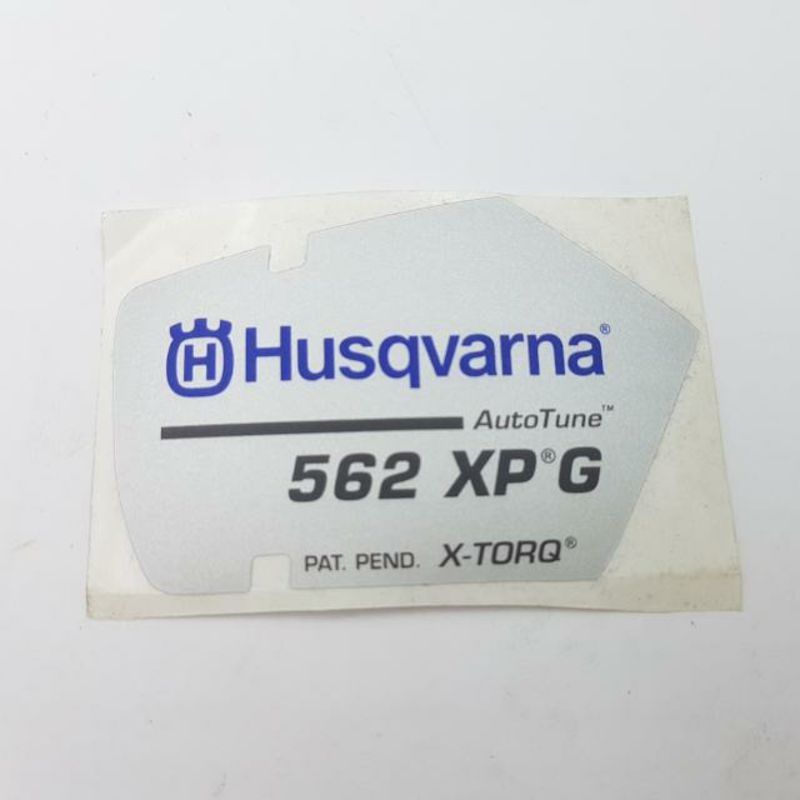 H Husqvarna®
AutoTune™
562 XP® G
PAT. PEND. X-TORQ®